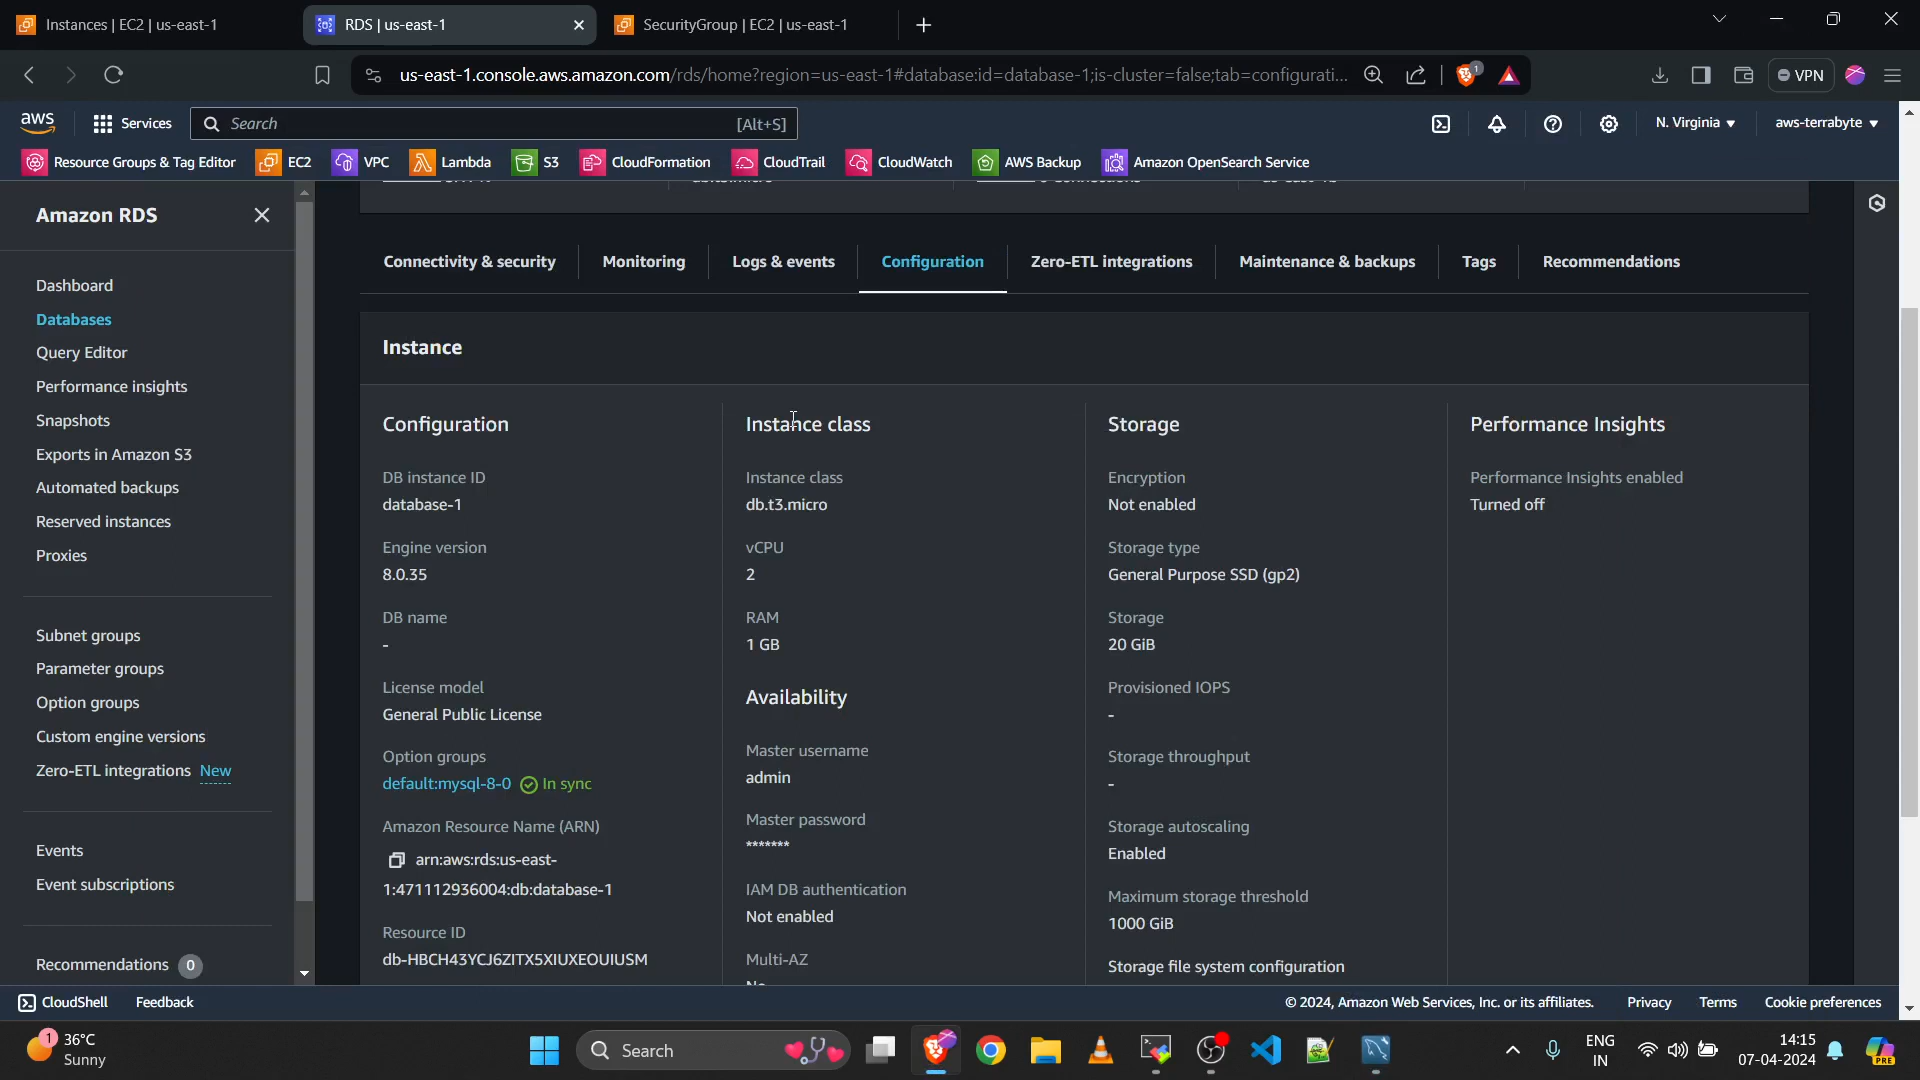 Instances | EC2 | us-east-1
RDS | us-east-1
SecurityGroup | EC2 | us-east-1
us-east-1.console.aws.amazon.com/rds/home?region=us-east-1#database:id=database-1;is-cluster=false;tab=configurati...
1
VPN
aws
Services
Search
[Alt+S]
N. Virginia
aws-terrabyte
Resource Groups & Tag Editor
EC2
VPC
Lambda
S3
CloudFormation
CloudTrail
CloudWatch
AWS Backup
Amazon OpenSearch Service
Amazon RDS
Dashboard
Databases
Query Editor
Performance insights
Snapshots
Exports in Amazon S3
Automated backups
Reserved instances
Proxies
Subnet groups
Parameter groups
Option groups
Custom engine versions
Zero-ETL integrations New
Events
Event subscriptions
Recommendations 0
Connectivity & security
Monitoring
Logs & events
Configuration
Zero-ETL integrations
Maintenance & backups
Tags
Recommendations
Instance
Configuration
DB instance ID
database-1
Engine version
8.0.35
DB name
-
License model
General Public License
Option groups
default:mysql-8-0 In sync
Amazon Resource Name (ARN)
arn:aws:rds:us-east-
1:471112936004:db:database-1
Resource ID
db-HBCH43YCJ6ZITX5XIUXEOUIUSM
Instance class
Instance class
db.t3.micro
vCPU
2
RAM
1 GB
Availability
Master username
admin
Master password
*******
IAM DB authentication
Not enabled
Multi-AZ
Storage
Encryption
Not enabled
Storage type
General Purpose SSD (gp2)
Storage
20 GiB
Provisioned IOPS
-
Storage throughput
-
Storage autoscaling
Enabled
Maximum storage threshold
1000 GiB
Storage file system configuration
Performance Insights
Performance Insights enabled
Turned off
CloudShell
Feedback
© 2024, Amazon Web Services, Inc. or its affiliates.
Privacy
Terms
Cookie preferences
1
36°C
Sunny
Search
ENG
IN
14:15
07-04-2024
PRE